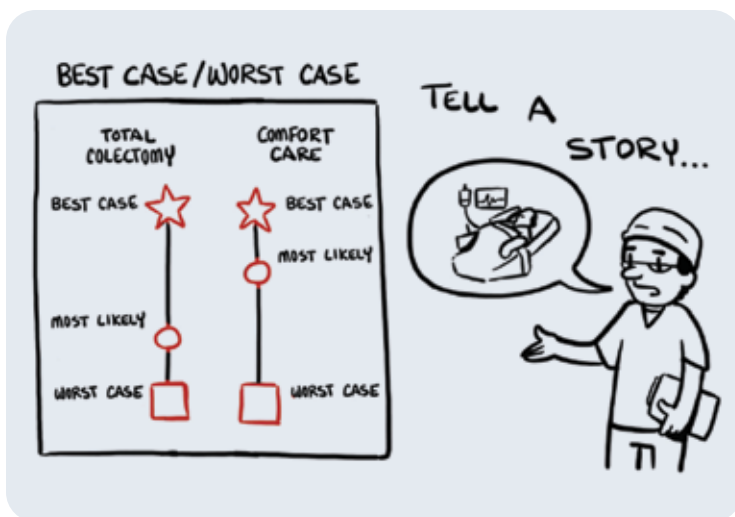 BEST CASE/WORST CASE
TOTAL
COLECTOMY
BEST CASE
MOST LIKELY
WORST CASE
COMFORT
CARE
BEST CASE
MOST LIKELY
WORST CASE
TELL A
STORY...